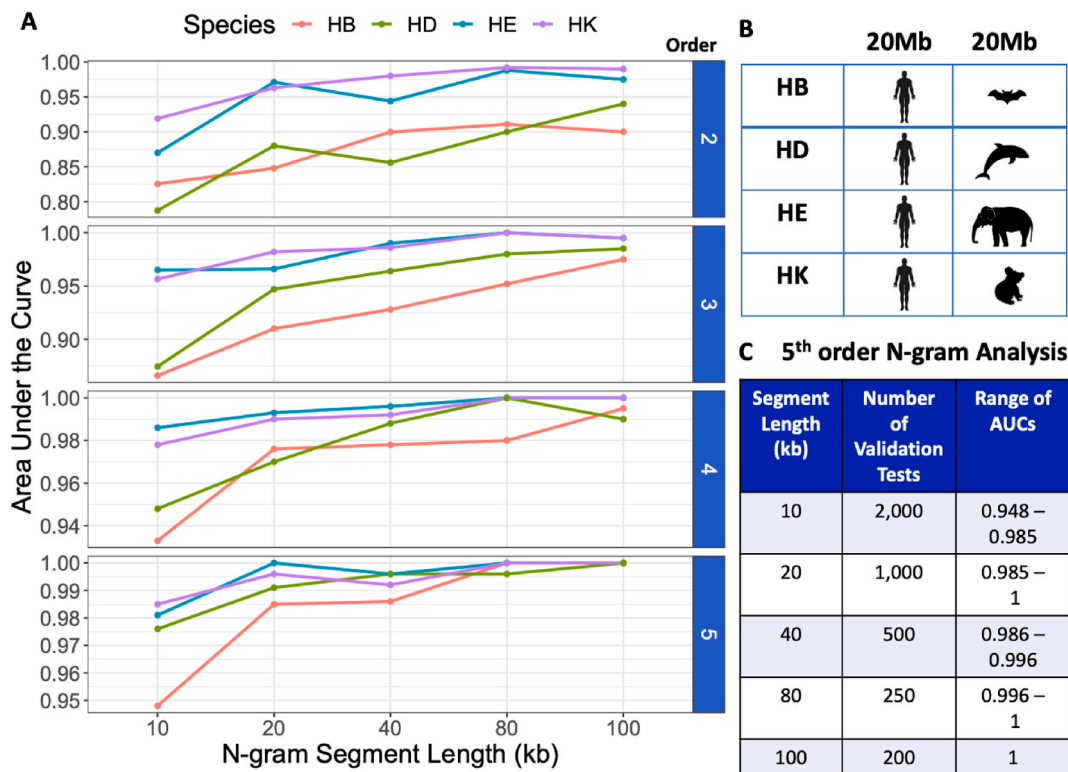 A
Species HB HD HE HK
Order
Area Under the Curve
1.00
0.95
0.90
0.85
0.80
2
1.00
0.95
0.90
3
1.00
0.98
0.96
0.94
4
1.00
0.99
0.98
0.97
0.96
0.95
5
10 20 40 80 100
N-gram Segment Length (kb)
B
20Mb 20Mb
HB
HD
HE
HK
C 5th order N-gram Analysis
Segment Length (kb) Number of Validation Tests Range of AUCs
10 2,000 0.948 – 0.985
20 1,000 0.985 – 1
40 500 0.986 – 0.996
80 250 0.996 – 1
100 200 1